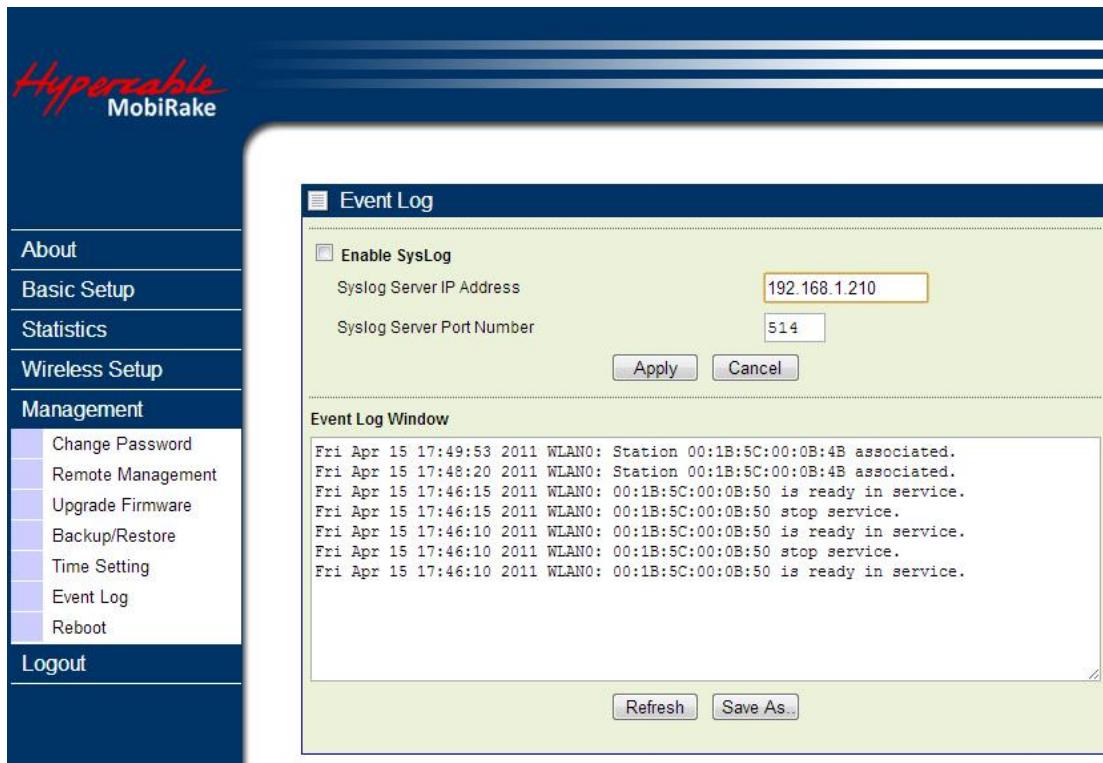 Hypercable
MobiRake
About
Basic Setup
Statistics
Wireless Setup
Management
Change Password
Remote Management
Upgrade Firmware
Backup/Restore
Time Setting
Event Log
Reboot
Logout
Event Log
Enable SysLog
Syslog Server IP Address 192.168.1.210
Syslog Server Port Number 514
Apply Cancel
Event Log Window
Fri Apr 15 17:49:53 2011 WLAN0: Station 00:1B:5C:00:0B:4B associated.
Fri Apr 15 17:48:20 2011 WLAN0: Station 00:1B:5C:00:0B:4B associated.
Fri Apr 15 17:46:15 2011 WLAN0: 00:1B:5C:00:0B:50 is ready in service.
Fri Apr 15 17:46:15 2011 WLAN0: 00:1B:5C:00:0B:50 stop service.
Fri Apr 15 17:46:10 2011 WLAN0: 00:1B:5C:00:0B:50 is ready in service.
Fri Apr 15 17:46:10 2011 WLAN0: 00:1B:5C:00:0B:50 stop service.
Fri Apr 15 17:46:10 2011 WLAN0: 00:1B:5C:00:0B:50 is ready in service.
Refresh Save As..